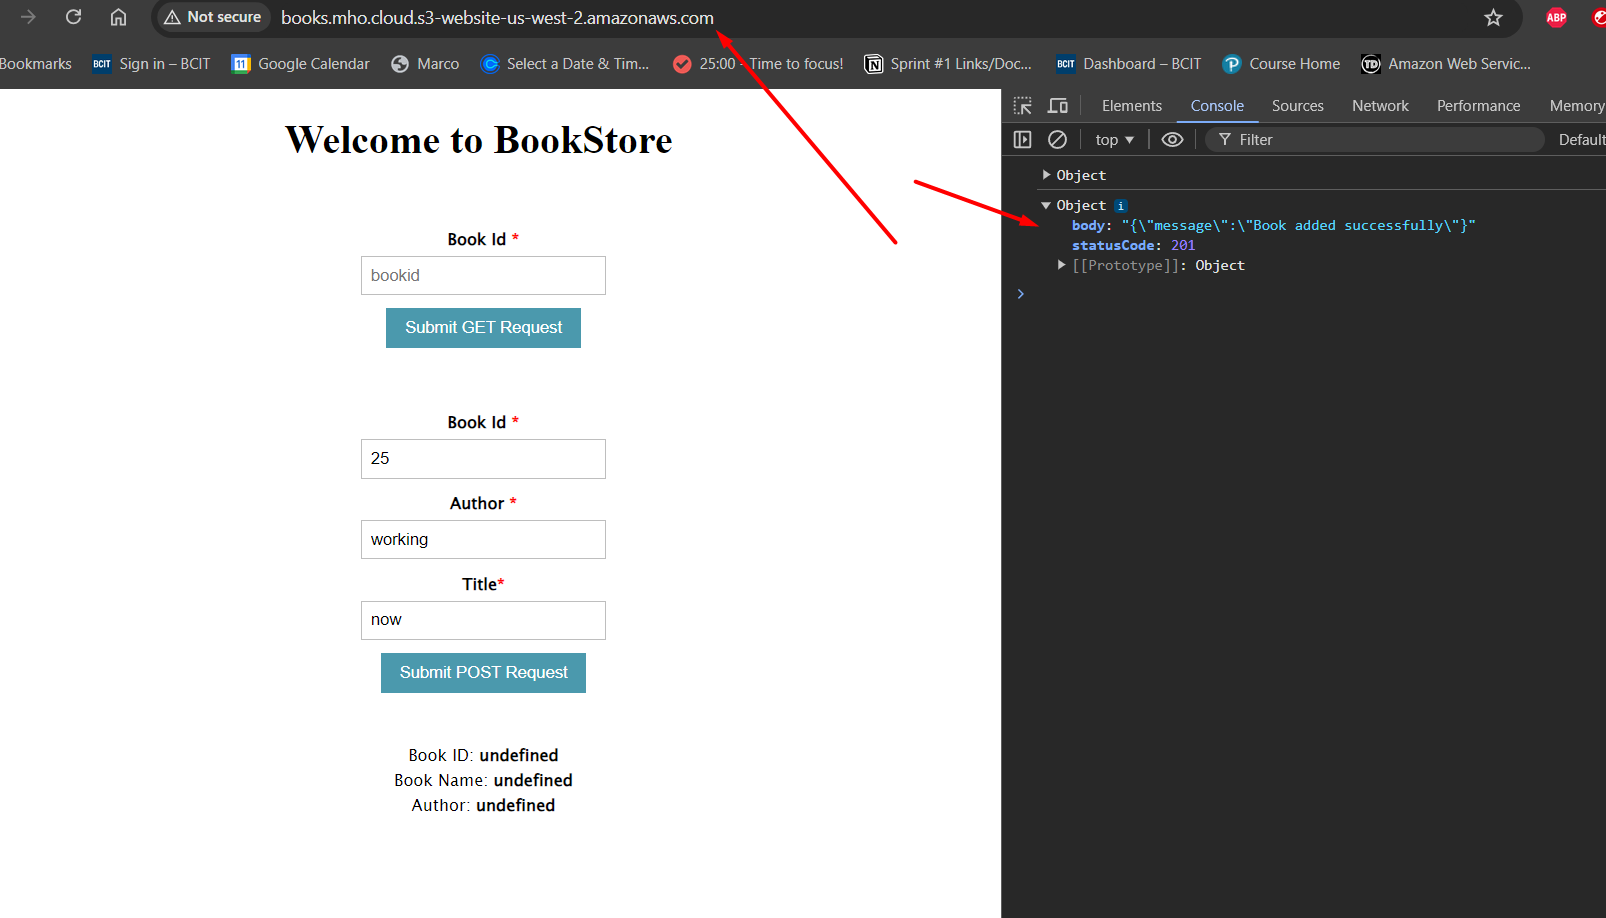 Not secure books.mho.cloud.s3-website-us-west-2.amazonaws.com ABP
Bookmarks BCIT Sign in – BCIT 11 Google Calendar Marco Select a Date & Tim... 25:00 - Time to focus! Sprint #1 Links/Doc... BCIT Dashboard – BCIT Course Home TD Amazon Web Servic...
Welcome to BookStore
Book Id *
bookid
Submit GET Request
Book Id *
25
Author *
working
Title*
now
Submit POST Request
Book ID: undefined
Book Name: undefined
Author: undefined
Elements Console Sources Network Performance Memory
top Filter Default
Object
Object i
body: "{\"message\":\"Book added successfully\"}"
statusCode: 201
[[Prototype]]: Object